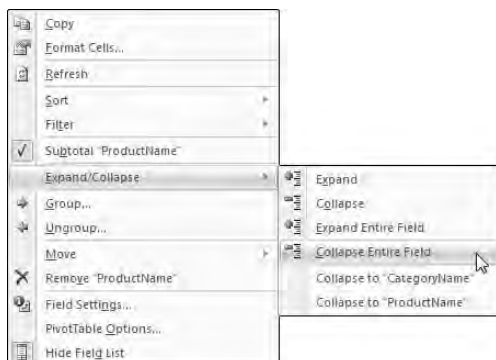 Copy
Format Cells...
Refresh
Sort
Filter
Subtotal "ProductName"
Expand/Collapse
Group...
Ungroup...
Move
Remove "ProductName"
Field Settings...
PivotTable Options...
Hide Field List
Expand
Collapse
Expand Entire Field
Collapse Entire Field
Collapse to "CategoryName"
Collapse to "ProductName"